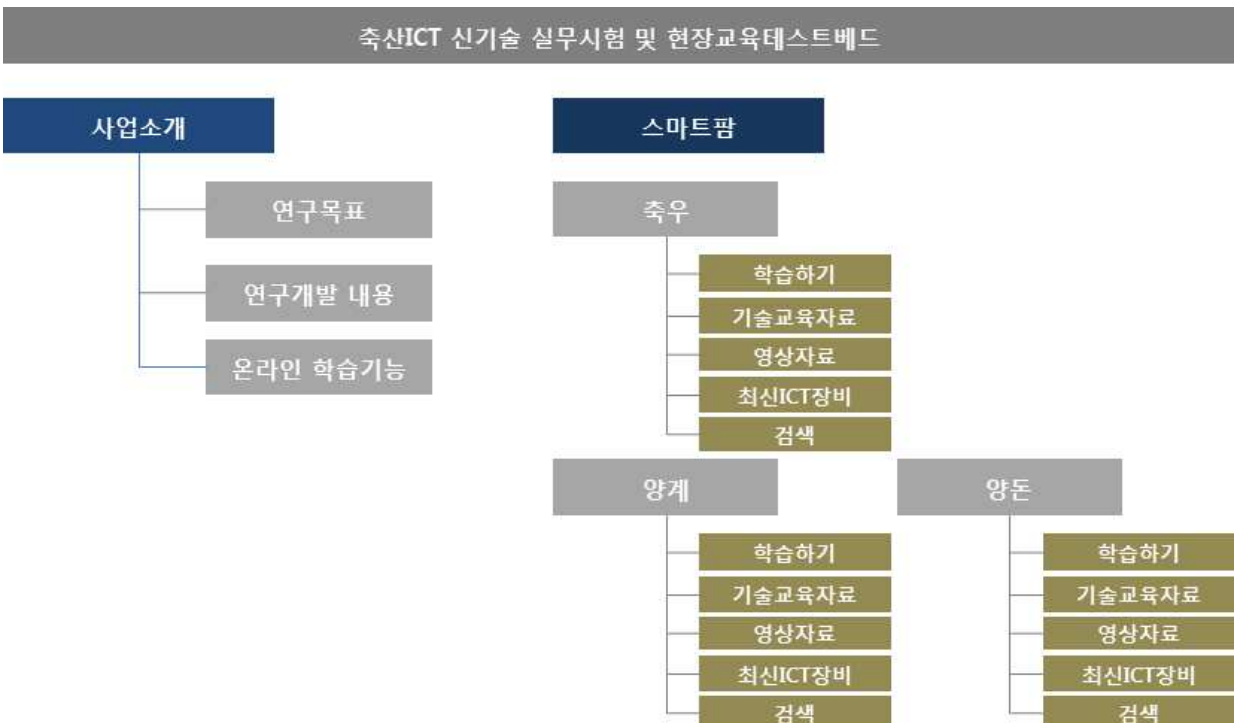 축산ICT 신기술 실무시험 및 현장교육테스트베드
사업소개
연구목표
연구개발 내용
온라인 학습기능
스마트팜
축우
학습하기
기술교육자료
영상자료
최신ICT장비
검색
양계
학습하기
기술교육자료
영상자료
최신ICT장비
검색
양돈
학습하기
기술교육자료
영상자료
최신ICT장비
검색